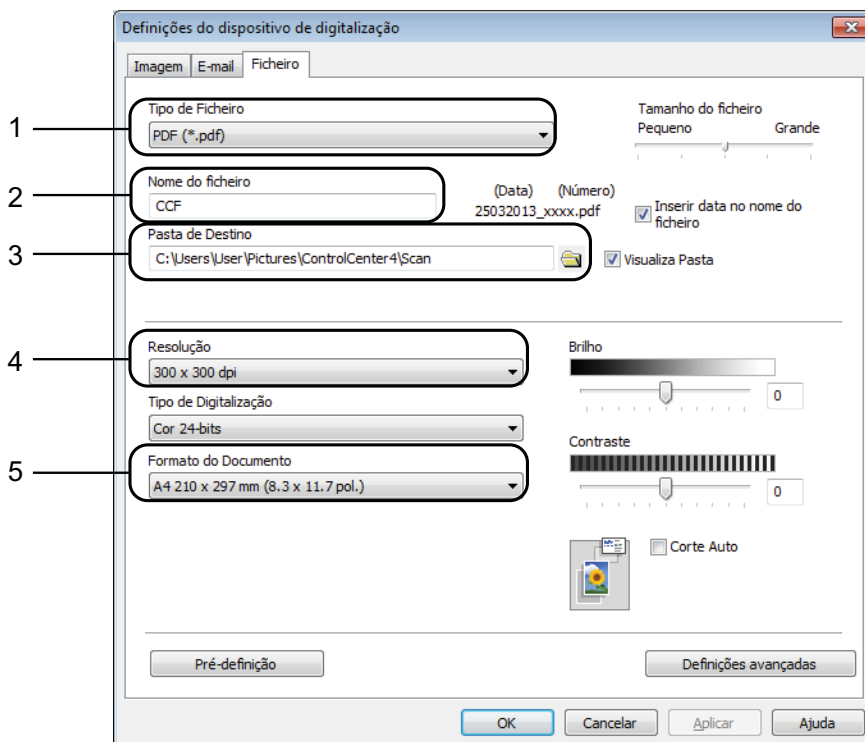 Definições do dispositivo de digitalização
Imagem E-mail Ficheiro
1
Tipo de Ficheiro
PDF (*.pdf)
Tamanho do ficheiro
Pequeno Grande
2
Nome do ficheiro
CCF
(Data) (Número)
25032013_xxxx.pdf
Inserir data no nome do
ficheiro
3
Pasta de Destino
C:\Users\User\Pictures\ControlCenter4\Scan
Visualiza Pasta
4
Resolução
300 x 300 dpi
Brilho
0
Tipo de Digitalização
Cor 24-bits
5
Formato do Documento
A4 210 x 297 mm (8.3 x 11.7 pol.)
Contraste
0
Corte Auto
Pré-definição
Definições avançadas
OK Cancelar Aplicar Ajuda